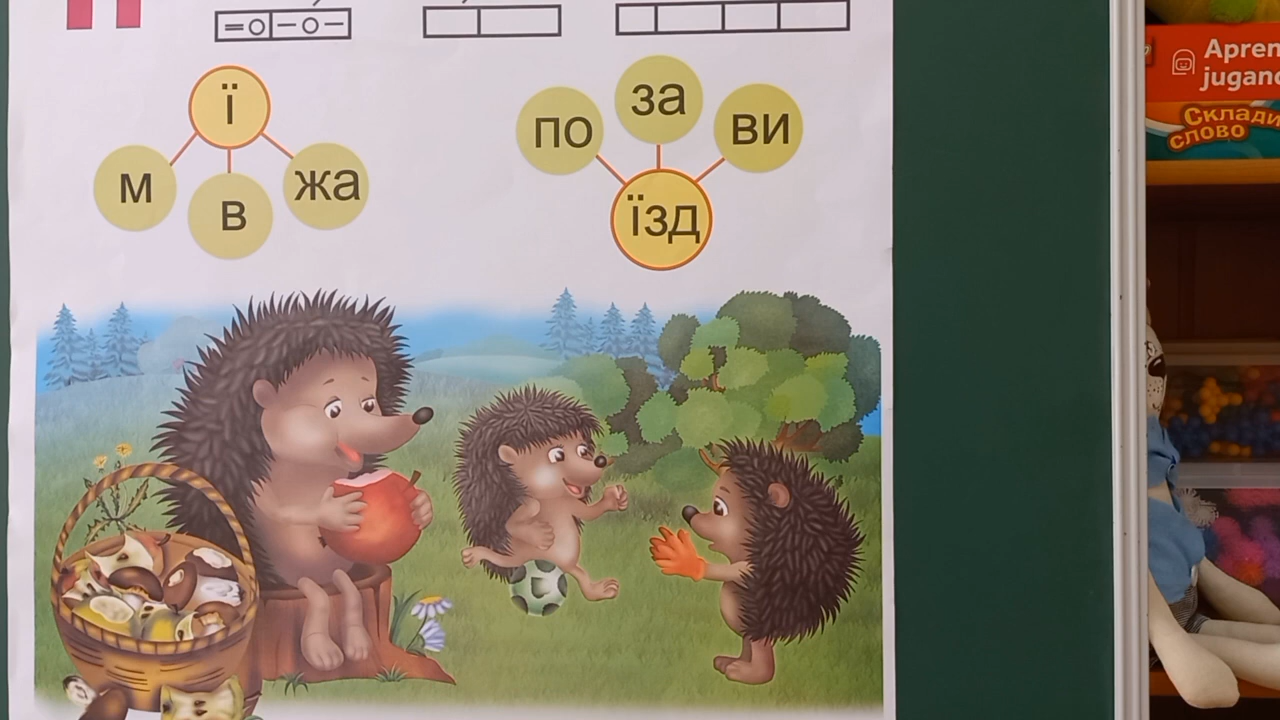 ї
м
в
жа
по
за
ви
їзд
Apren
jugand
Склади
слово